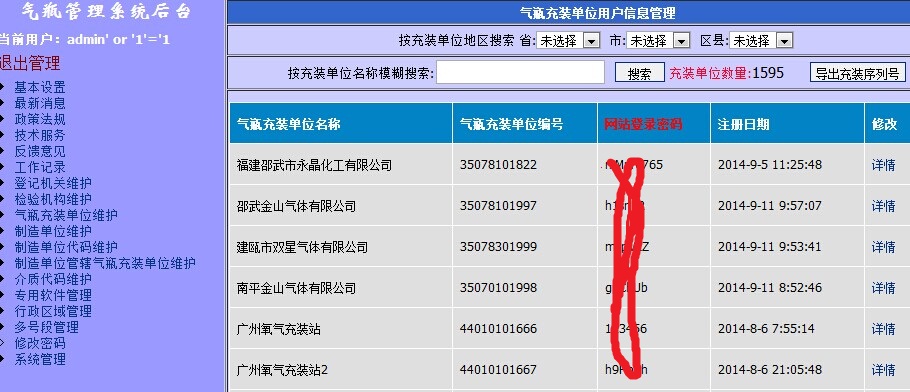 气瓶管理系统后台
当前用户：admin' or '1'='1
退出管理
基本设置
最新消息
政策法规
技术服务
反馈意见
工作记录
登记机关维护
检验机构维护
气瓶充装单位维护
制造单位维护
制造单位代码维护
制造单位管辖气瓶充装单位维护
介质代码维护
专用软件管理
行政区域管理
多号段管理
修改密码
系统管理
气瓶充装单位用户信息管理
按充装单位地区搜索 省: 未选择 市: 未选择 区县: 未选择
按充装单位名称模糊搜索: 搜索 充装单位数量:1595 导出充装序列号
气瓶充装单位名称 气瓶充装单位编号 网站登录密码 注册日期 修改
福建邵武市永晶化工有限公司 35078101822 2014-9-5 11:25:48 详情
邵武金山气体有限公司 35078101997 2014-9-11 9:57:07 详情
建瓯市双星气体有限公司 35078301999 2014-9-11 9:53:41 详情
南平金山气体有限公司 35070101998 2014-9-11 8:52:46 详情
广州氧气充装站 44010101666 2014-8-6 7:55:14 详情
广州氧气充装站2 44010101667 2014-8-6 21:05:48 详情